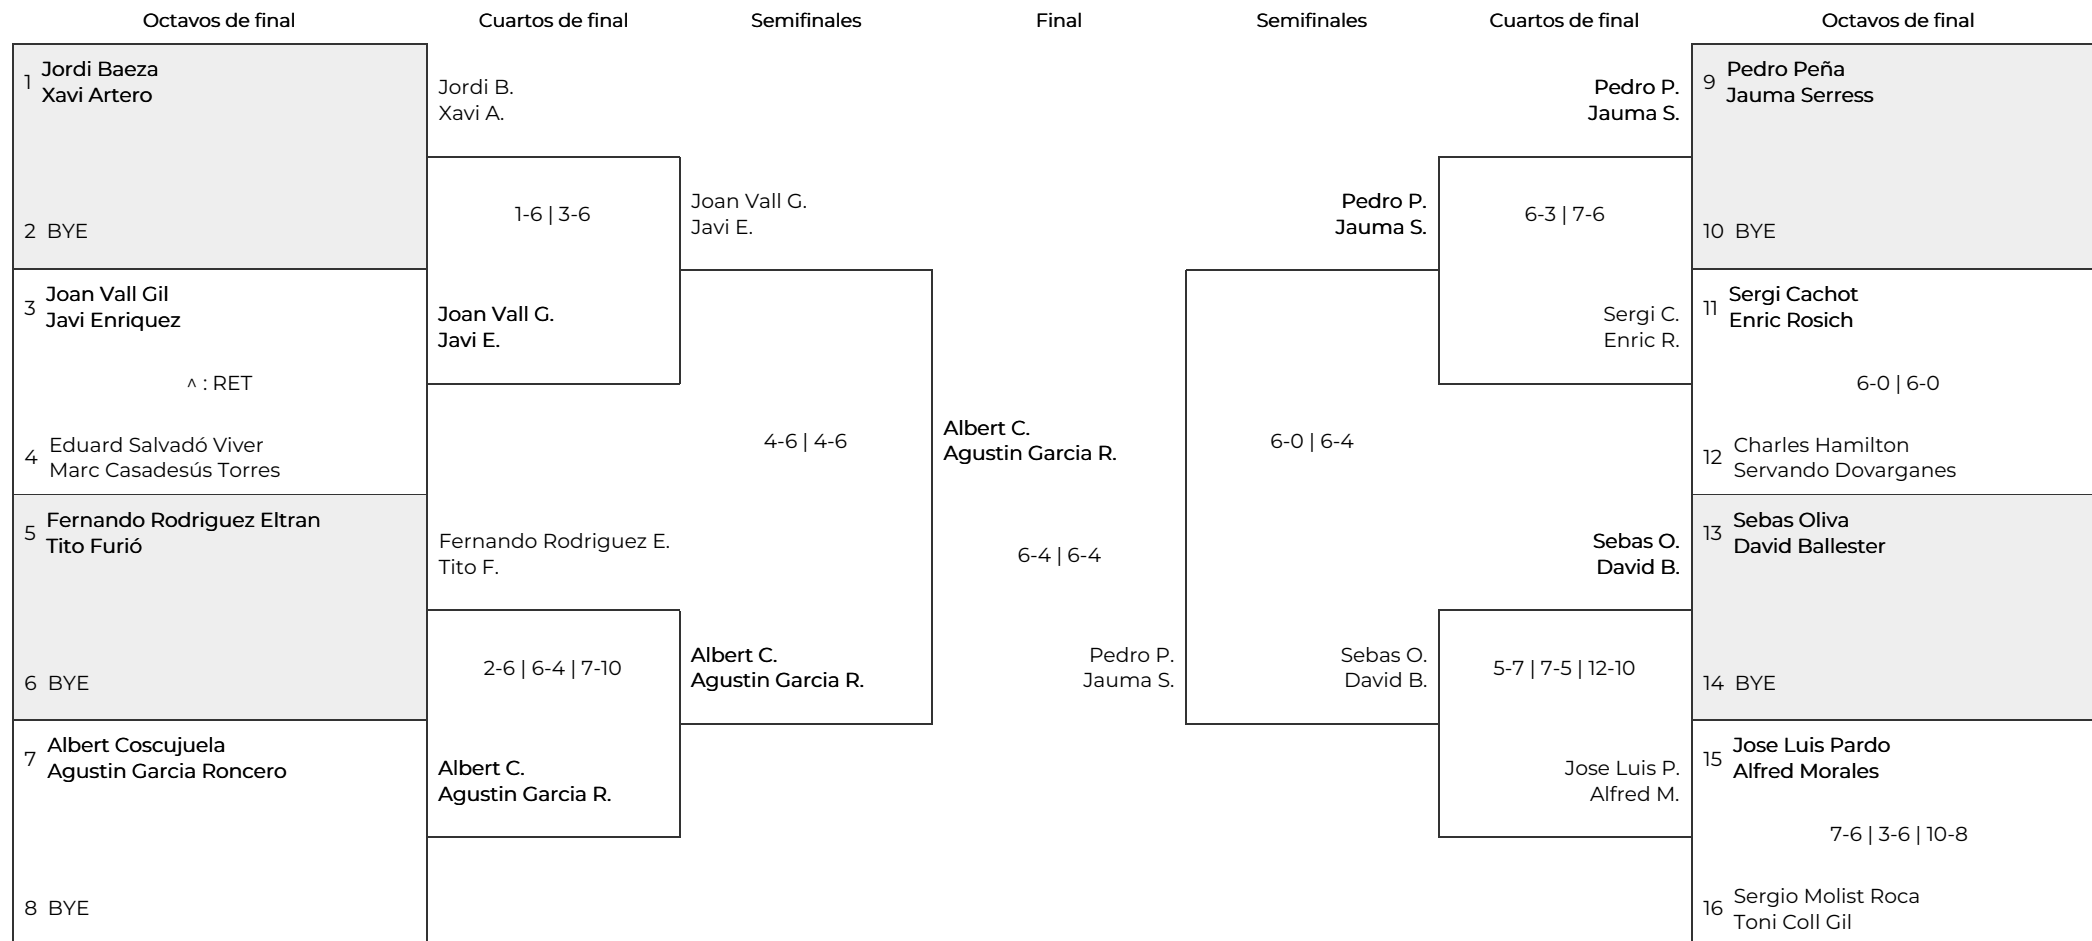 Octavos de final
Cuartos de final
Semifinales
Final
Semifinales
Cuartos de final
Octavos de final
1 Jordi Baeza
Xavi Artero
2 BYE
3 Joan Vall Gil
Javi Enriquez
^ : RET
4 Eduard Salvadó Viver
Marc Casadesús Torres
5 Fernando Rodriguez Eltran
Tito Furió
6 BYE
7 Albert Coscujuela
Agustin Garcia Roncero
8 BYE
Jordi B.
Xavi A.
1-6 | 3-6
Joan Vall G.
Javi E.
Fernando Rodriguez E.
Tito F.
2-6 | 6-4 | 7-10
Albert C.
Agustin Garcia R.
Joan Vall G.
Javi E.
4-6 | 4-6
Albert C.
Agustin Garcia R.
Albert C.
Agustin Garcia R.
6-4 | 6-4
Pedro P.
Jauma S.
Pedro P.
Jauma S.
6-0 | 6-4
Sebas O.
David B.
Pedro P.
Jauma S.
6-3 | 7-6
Sergi C.
Enric R.
Sebas O.
David B.
5-7 | 7-5 | 12-10
Jose Luis P.
Alfred M.
9 Pedro Peña
Jauma Serress
10 BYE
11 Sergi Cachot
Enric Rosich
6-0 | 6-0
12 Charles Hamilton
Servando Dovarganes
13 Sebas Oliva
David Ballester
14 BYE
15 Jose Luis Pardo
Alfred Morales
7-6 | 3-6 | 10-8
16 Sergio Molist Roca
Toni Coll Gil